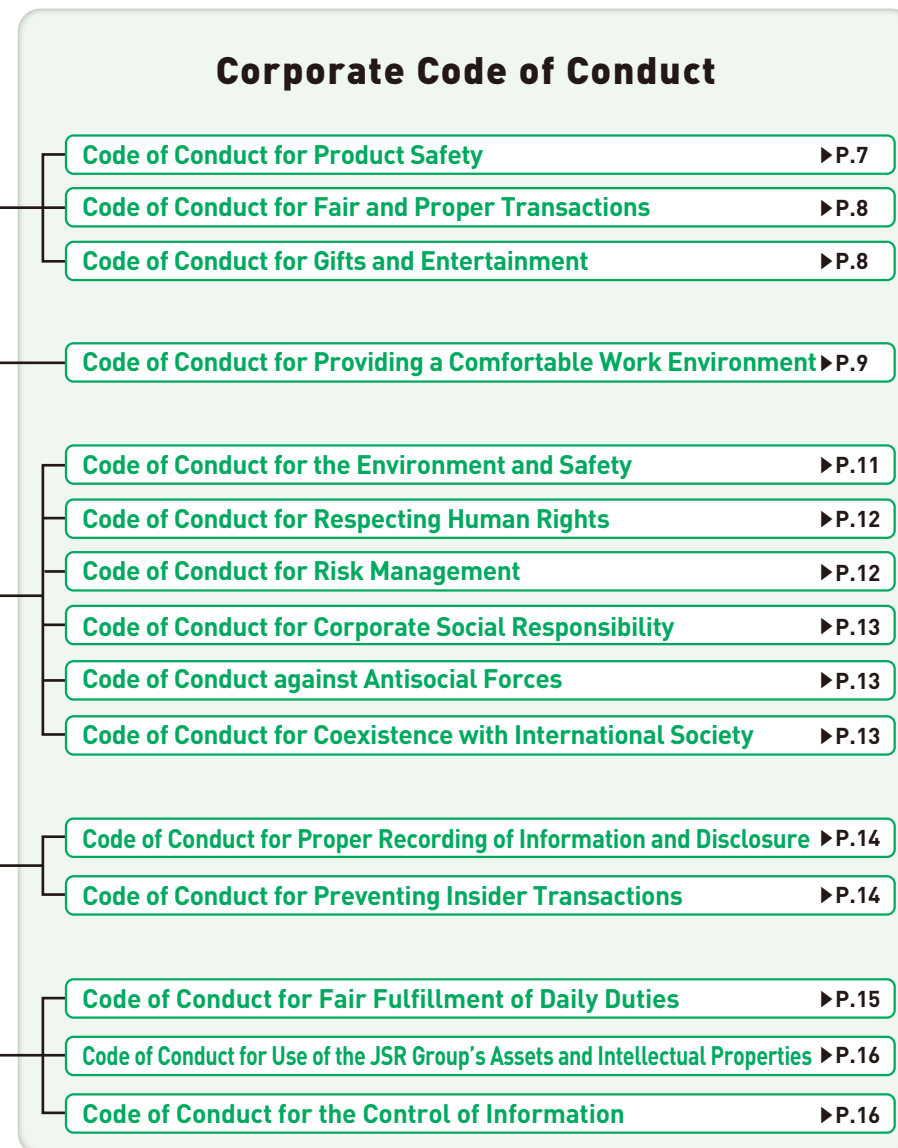 Corporate Code of Conduct
Code of Conduct for Product Safety ▶P.7
Code of Conduct for Fair and Proper Transactions ▶P.8
Code of Conduct for Gifts and Entertainment ▶P.8
Code of Conduct for Providing a Comfortable Work Environment ▶P.9
Code of Conduct for the Environment and Safety ▶P.11
Code of Conduct for Respecting Human Rights ▶P.12
Code of Conduct for Risk Management ▶P.12
Code of Conduct for Corporate Social Responsibility ▶P.13
Code of Conduct against Antisocial Forces ▶P.13
Code of Conduct for Coexistence with International Society ▶P.13
Code of Conduct for Proper Recording of Information and Disclosure ▶P.14
Code of Conduct for Preventing Insider Transactions ▶P.14
Code of Conduct for Fair Fulfillment of Daily Duties ▶P.15
Code of Conduct for Use of the JSR Group's Assets and Intellectual Properties ▶P.16
Code of Conduct for the Control of Information ▶P.16